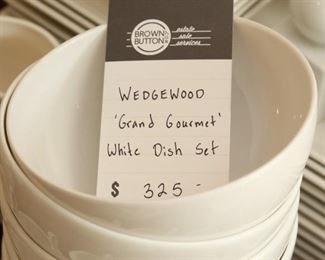 BROWN
BUTTON
estate
sale
services
WEDGEWOOD
'Grand Gourmet'
White Dish Set
$ 325-